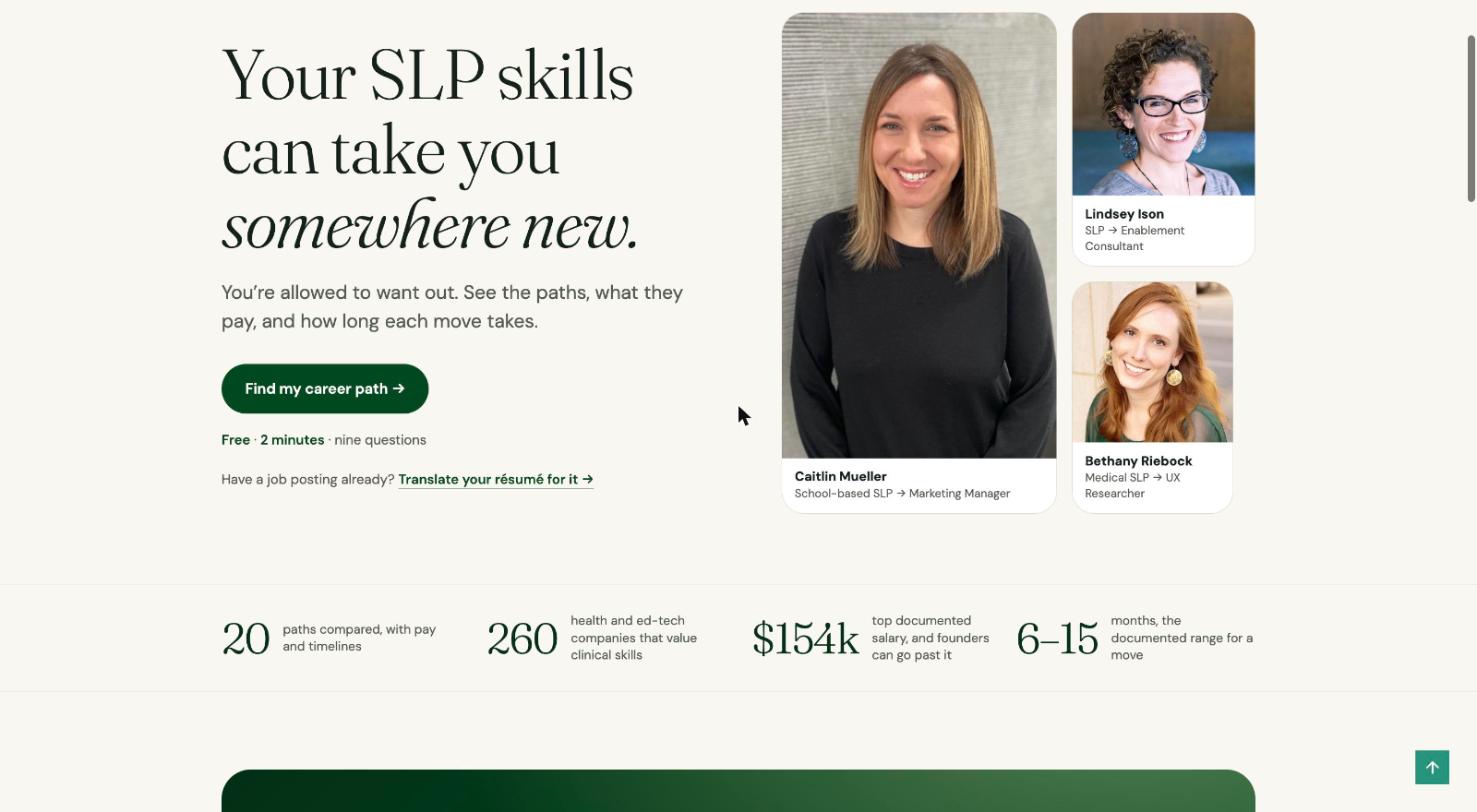 Your SLP skills
can take you
somewhere new.
You’re allowed to want out. See the paths, what they
pay, and how long each move takes.
Find my career path →
Free · 2 minutes · nine questions
Have a job posting already? Translate your résumé for it →
Caitlin Mueller
School-based SLP → Marketing Manager
Lindsey Ison
SLP → Enablement
Consultant
Bethany Riebock
Medical SLP → UX
Researcher
20
paths compared, with pay
and timelines
260
health and ed-tech
companies that value
clinical skills
$154k
top documented
salary, and founders
can go past it
6–15
months, the
documented range for a
move